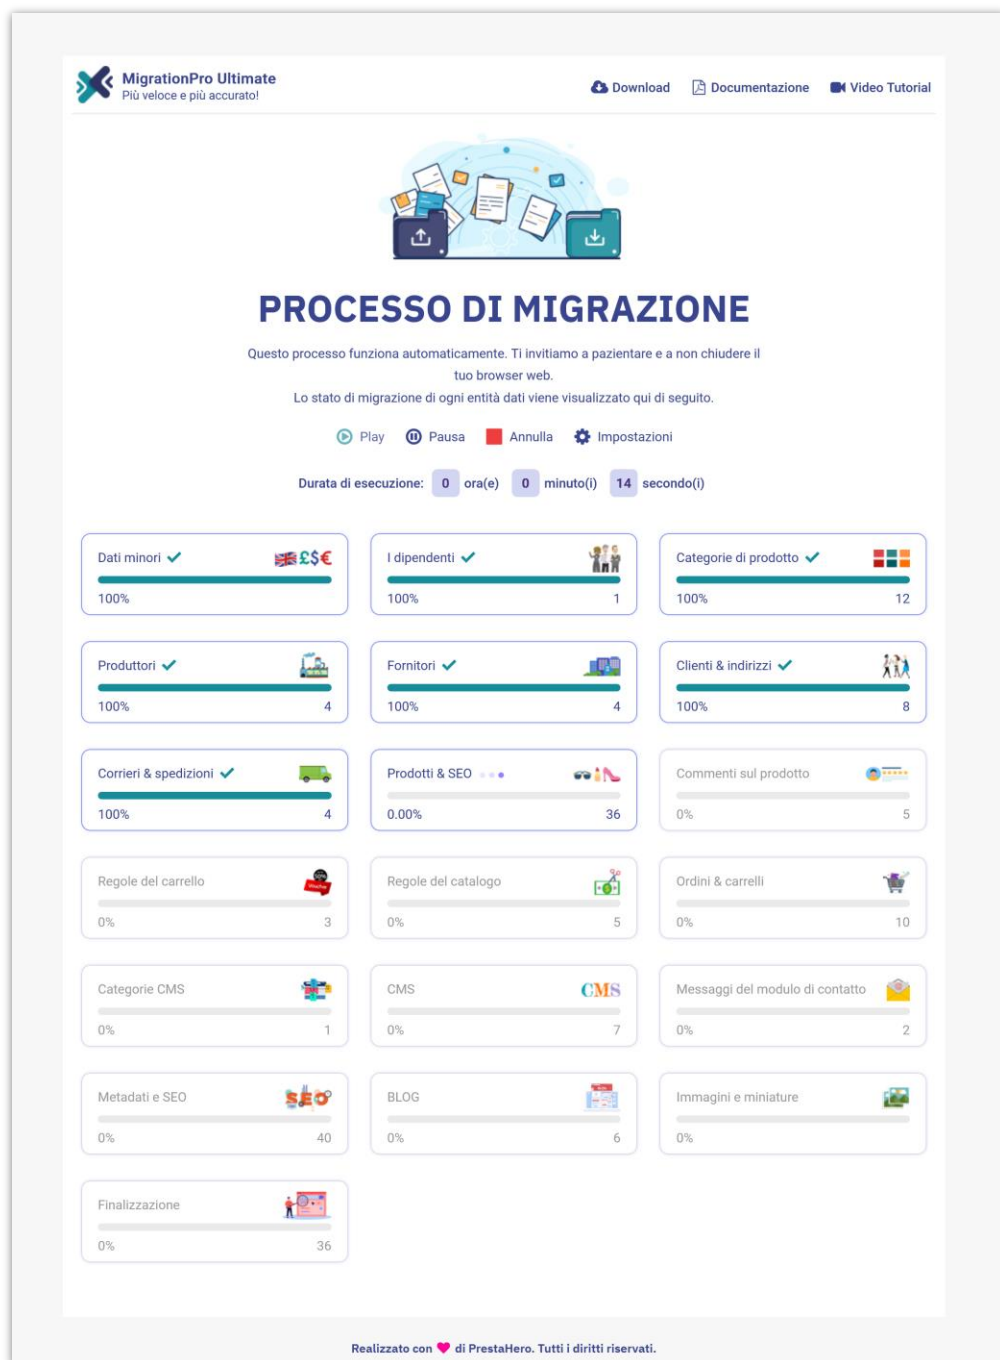 MigrationPro Ultimate
Più veloce e più accurato!
Download Documentazione Video Tutorial
PROCESSO DI MIGRAZIONE
Questo processo funziona automaticamente. Ti invitiamo a pazientare e a non chiudere il
tuo browser web.
Lo stato di migrazione di ogni entità dati viene visualizzato qui di seguito.
Play Pausa Annulla Impostazioni
Durata di esecuzione: 0 ora(e) 0 minuto(i) 14 secondo(i)
Dati minori £$€
100%
I dipendenti
100% 1
Categorie di prodotto
100% 12
Produttori
100% 4
Fornitori
100% 4
Clienti & indirizzi
100% 8
Corrieri & spedizioni
100% 4
Prodotti & SEO
0.00% 36
Commenti sul prodotto
0% 5
Regole del carrello
0% 3
Regole del catalogo
0% 5
Ordini & carrelli
0% 10
Categorie CMS
0% 1
CMS CMS
0% 7
Messaggi del modulo di contatto
0% 2
Metadati e SEO SEO
0% 40
BLOG
0% 6
Immagini e miniature
0%
Finalizzazione
0% 36
Realizzato con di PrestaHero. Tutti i diritti riservati.